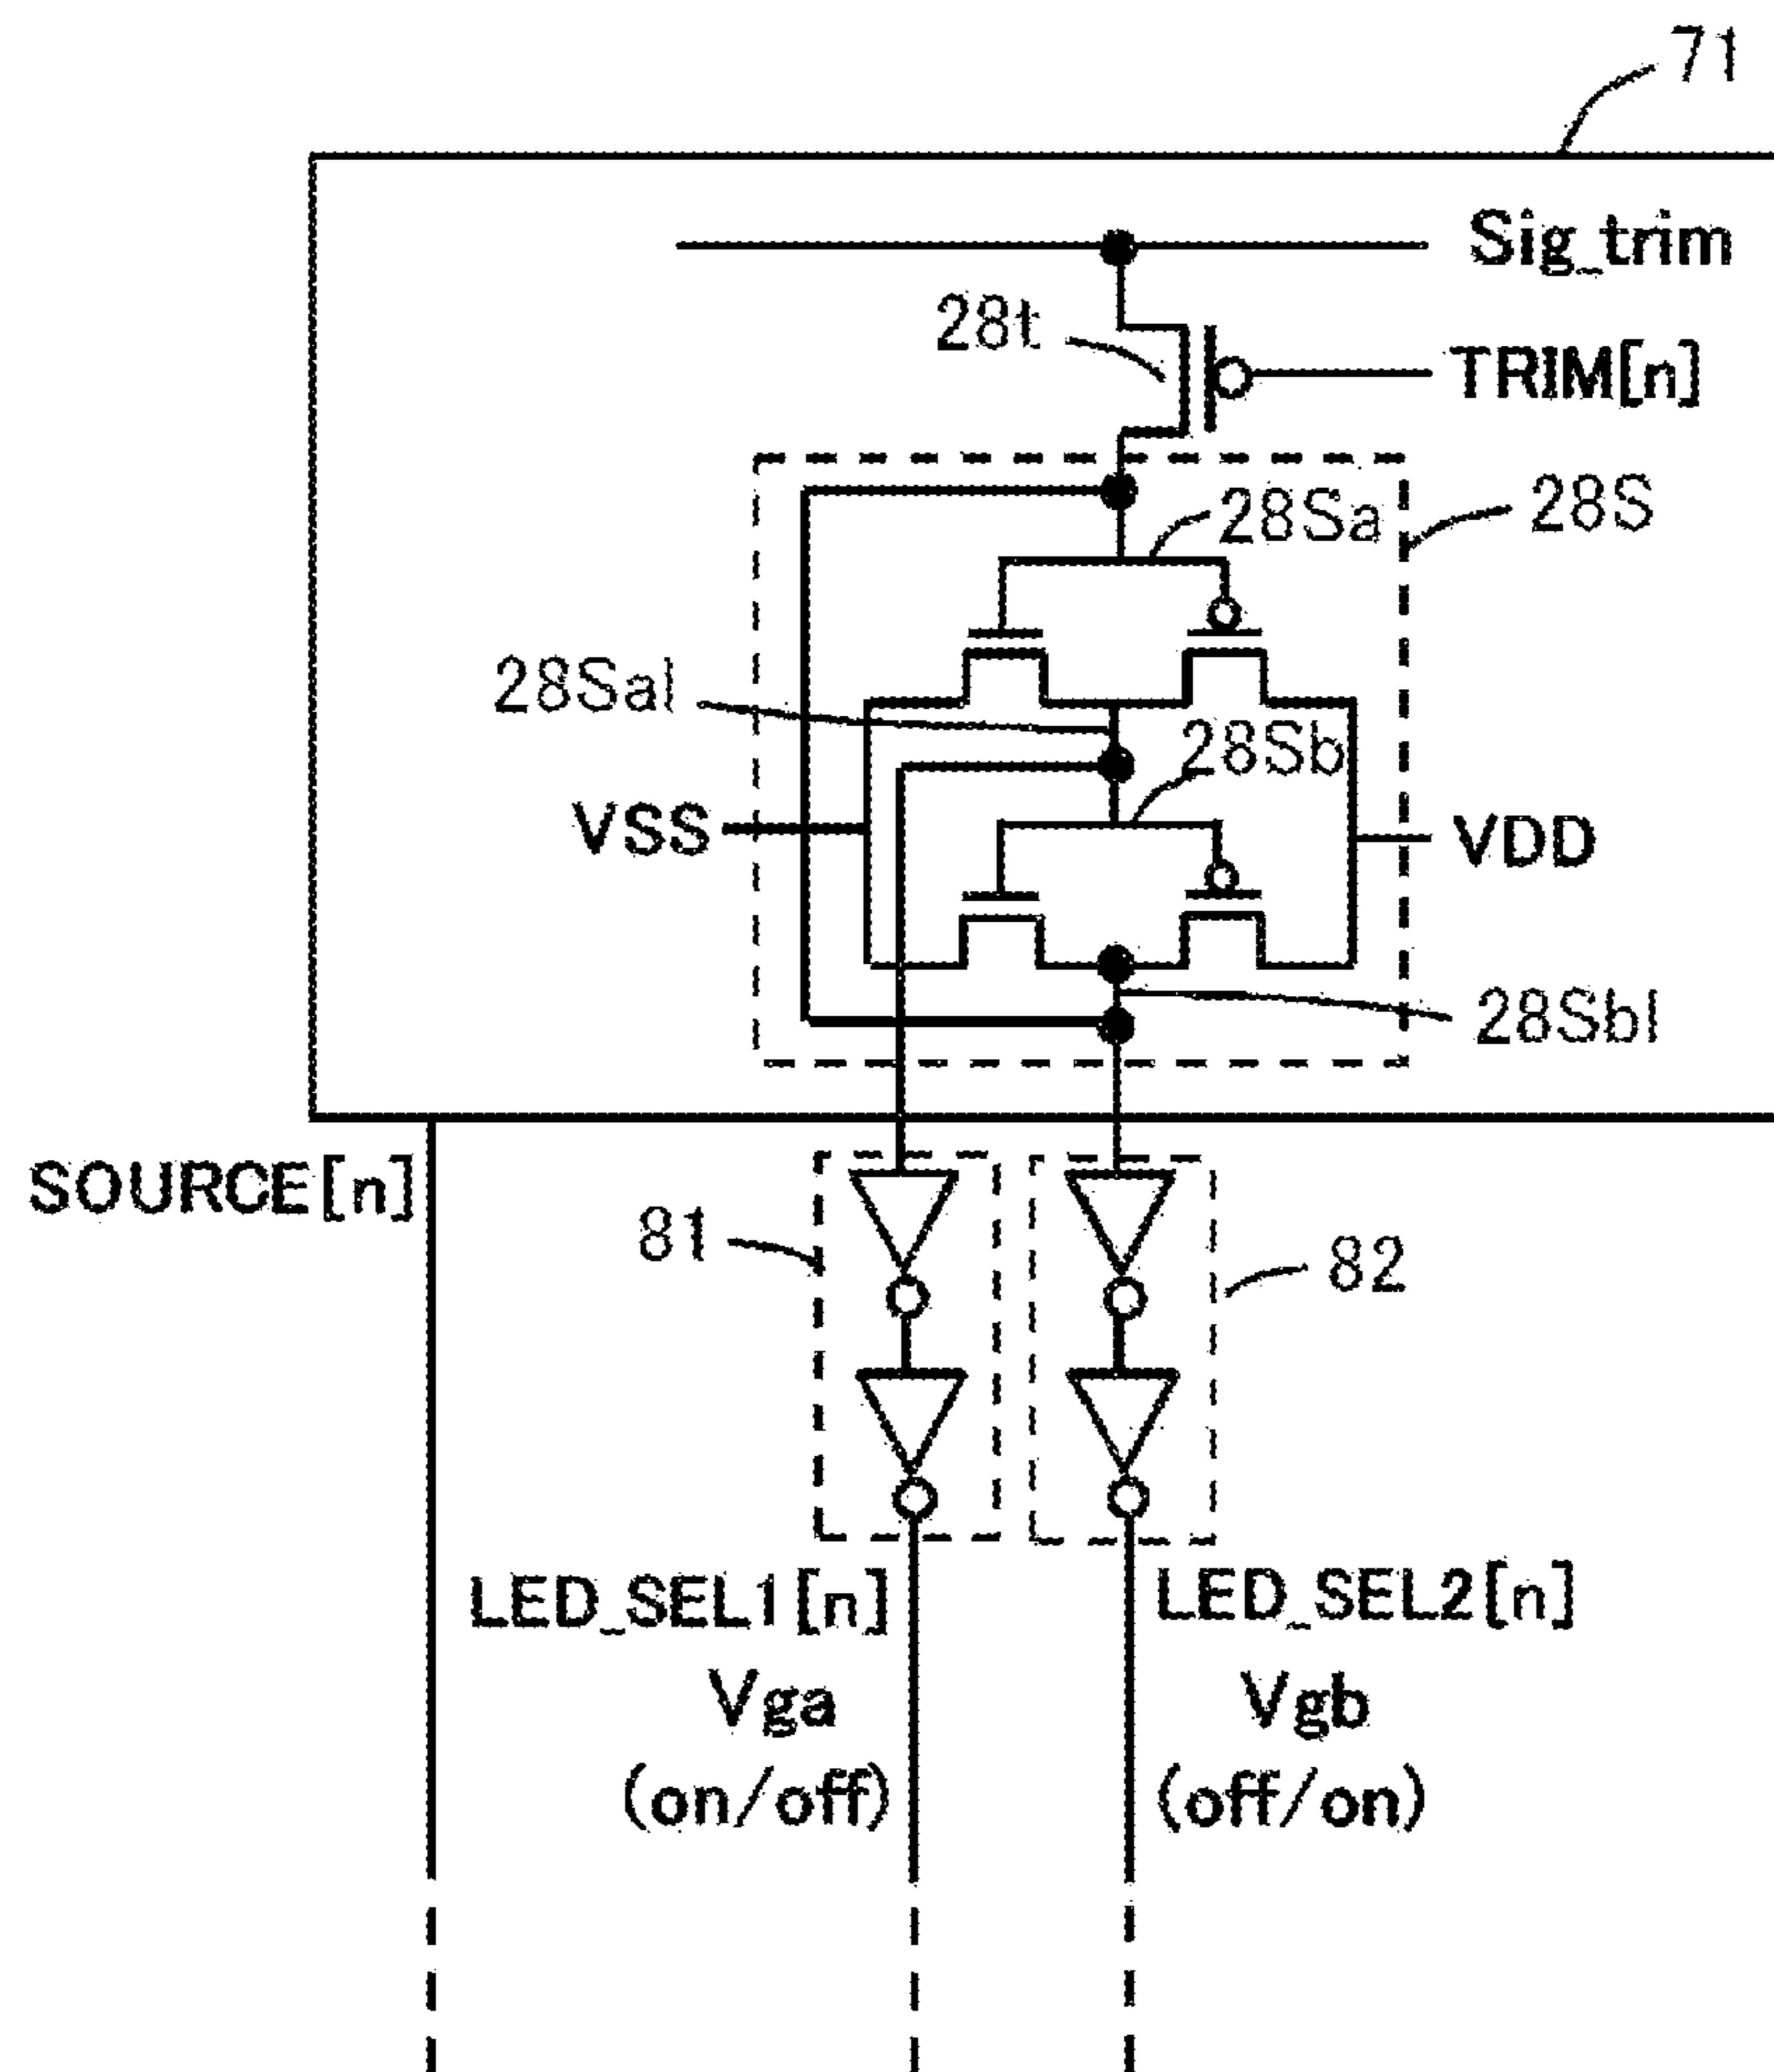 71
Sig_trim
28t
TRIM[n]
28Sa
28S
28Sal
28Sb
VSS
VDD
28Sbl
SOURCE[n]
81
82
LED_SEL1[n]
LED_SEL2[n]
Vga
Vgb
(on/off)
(off/on)